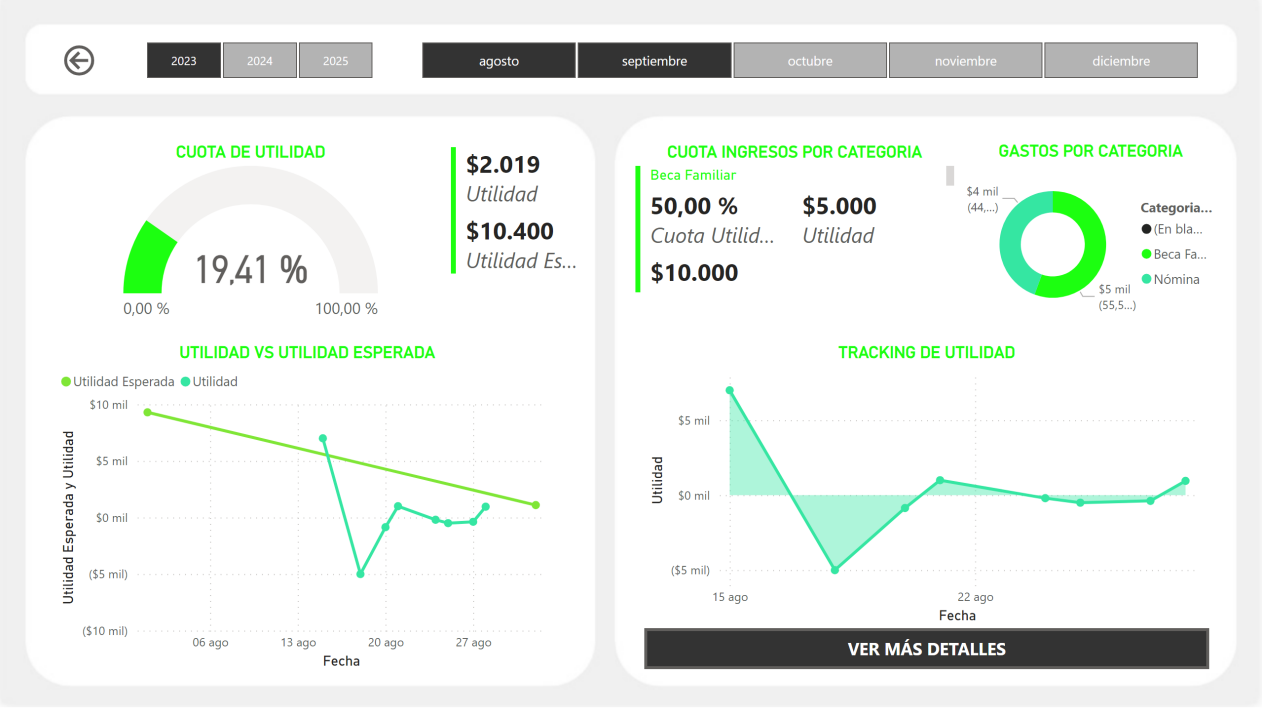 2023
2024
2025
agosto
septiembre
octubre
noviembre
diciembre
CUOTA DE UTILIDAD
19,41 %
0,00 %
100,00 %
$2.019
Utilidad
$10.400
Utilidad Es...
UTILIDAD VS UTILIDAD ESPERADA
Utilidad Esperada
Utilidad
Utilidad Esperada y Utilidad
$10 mil
$5 mil
$0 mil
($5 mil)
($10 mil)
06 ago
13 ago
20 ago
27 ago
Fecha
CUOTA INGRESOS POR CATEGORIA
Beca Familiar
50,00 %
Cuota Utilid...
$5.000
Utilidad
$10.000
GASTOS POR CATEGORIA
$4 mil
(44,...)
$5 mil
(55,5...)
Categoria...
(En bla...
Beca Fa...
Nómina
TRACKING DE UTILIDAD
Utilidad
$5 mil
$0 mil
($5 mil)
15 ago
22 ago
Fecha
VER MÁS DETALLES